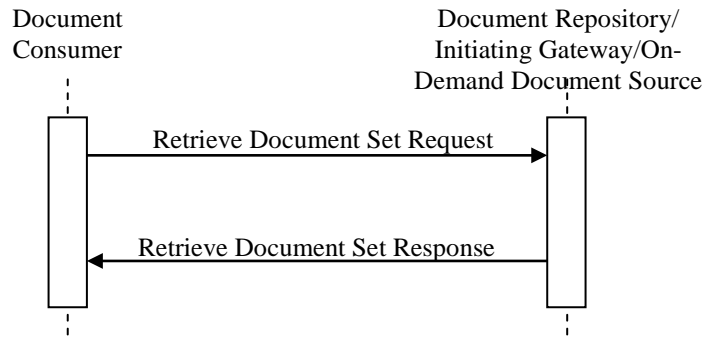 Document
Consumer
Document Repository/
Initiating Gateway/On-
Demand Document Source
Retrieve Document Set Request
Retrieve Document Set Response